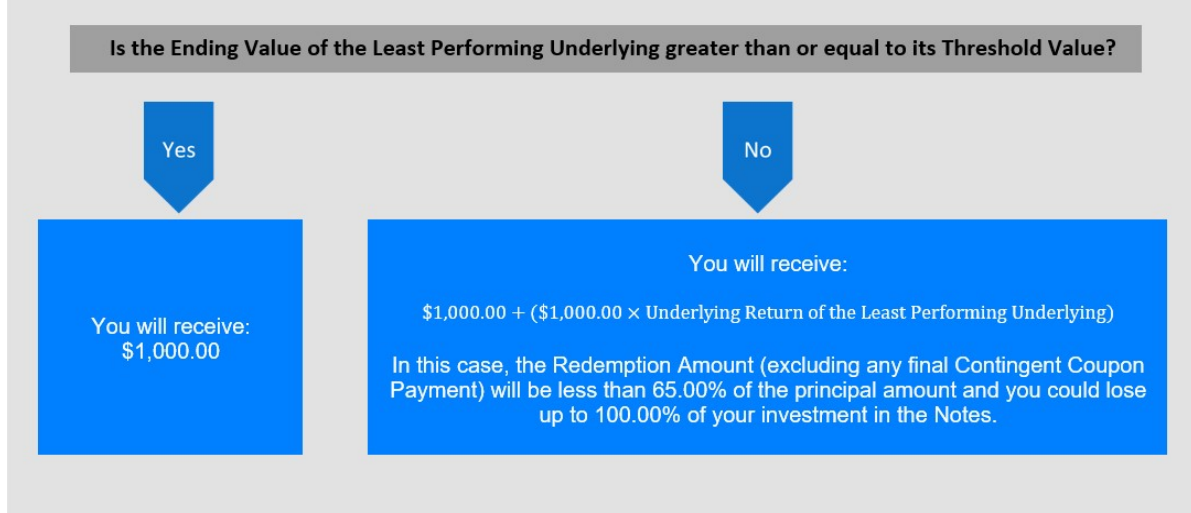 Is the Ending Value of the Least Performing Underlying greater than or equal to its Threshold Value?
Yes
No
You will receive:
$1,000.00
You will receive:
$1,000.00 + ($1,000.00 × Underlying Return of the Least Performing Underlying)
In this case, the Redemption Amount (excluding any final Contingent Coupon
Payment) will be less than 65.00% of the principal amount and you could lose
up to 100.00% of your investment in the Notes.